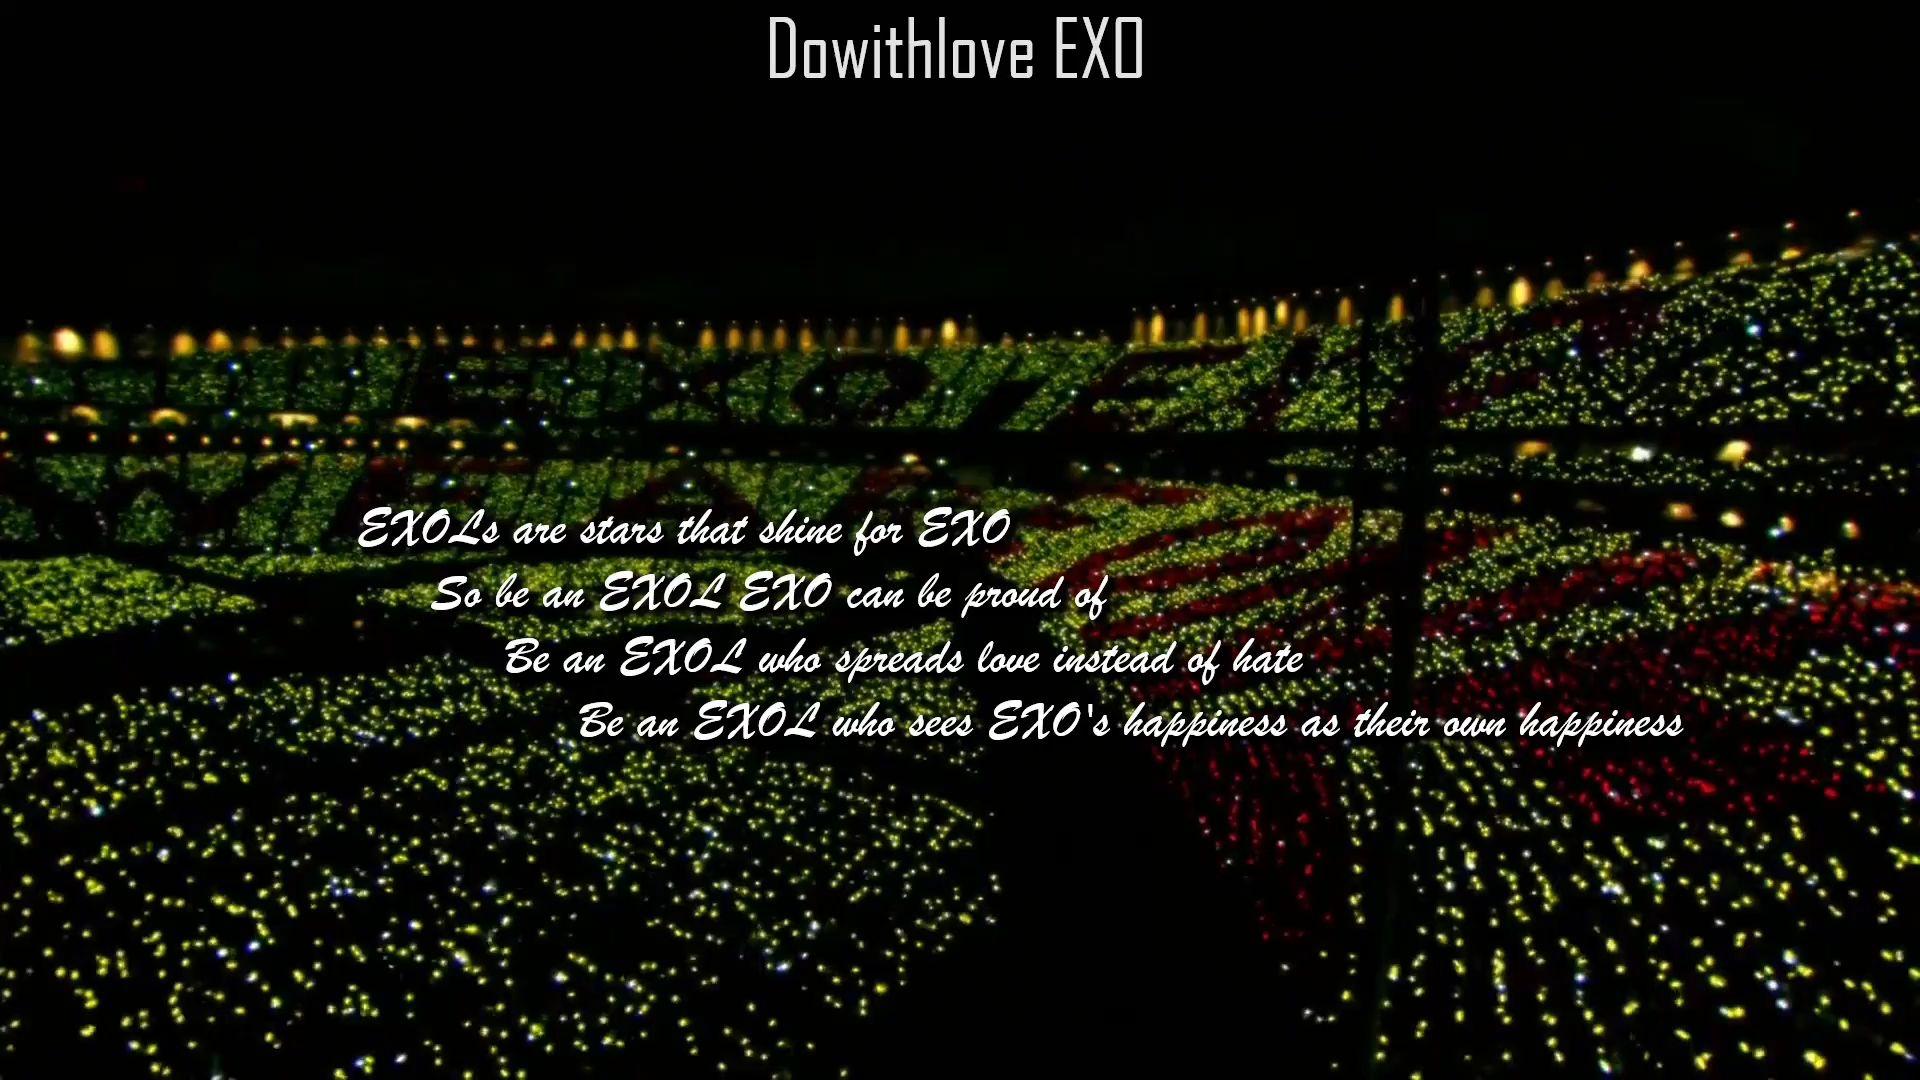 Dowithlove EXO
EXOLs are stars that shine for EXO
So be an EXOL EXO can be proud of
Be an EXOL who spreads love instead of hate
Be an EXOL who sees EXO's happiness as their own happiness